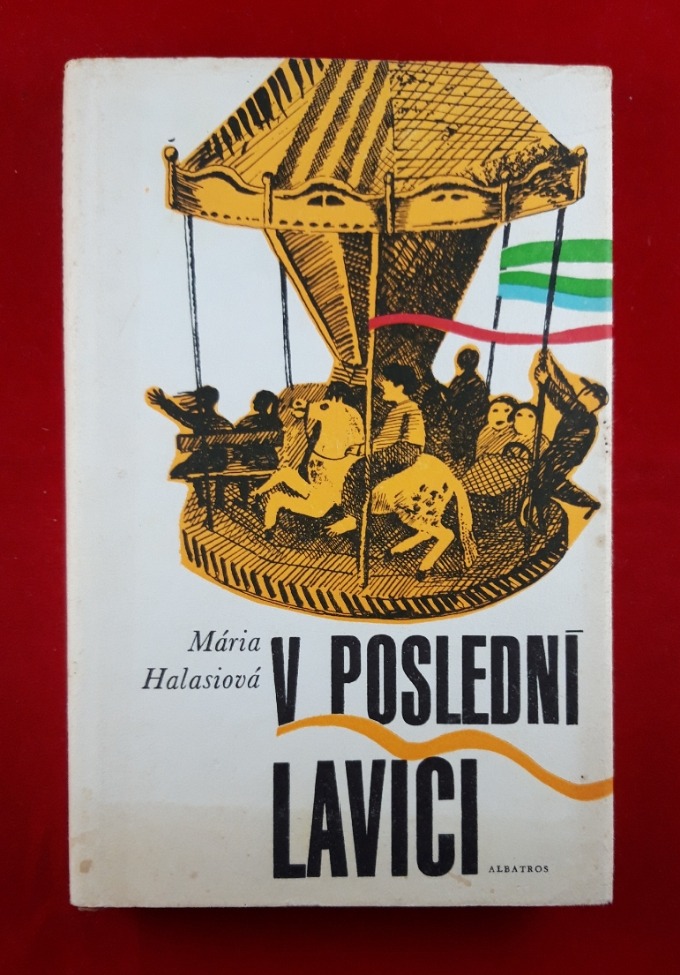 Mária
Halasiová
V POSLEDNÍ
LAVICI
ALBATROS